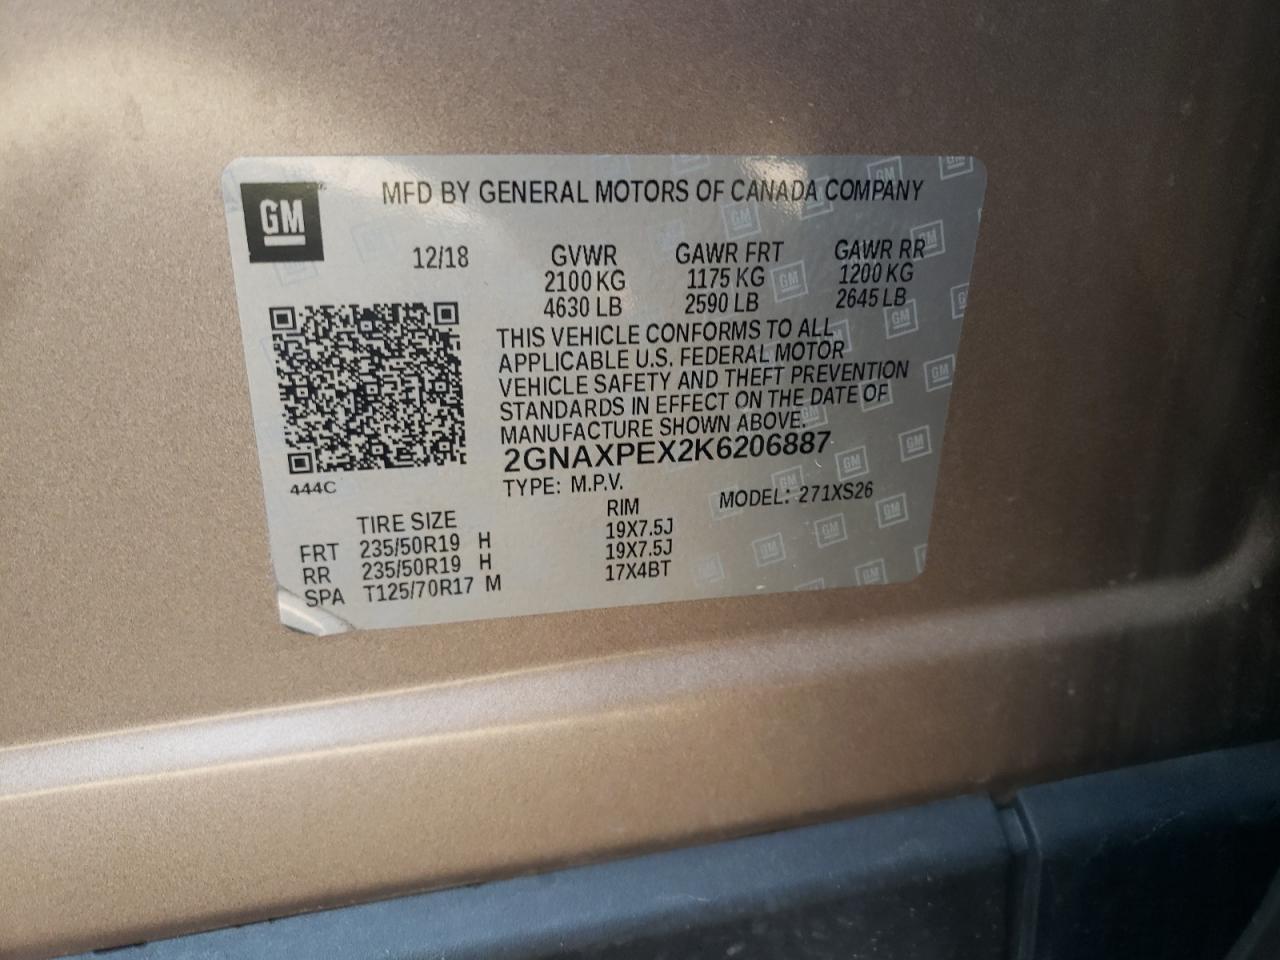 GM
MFD BY GENERAL MOTORS OF CANADA COMPANY
12/18 GVWR GAWR FRT GAWR RR
2100 KG 1175 KG 1200 KG
4630 LB 2590 LB 2645 LB
THIS VEHICLE CONFORMS TO ALL
APPLICABLE U.S. FEDERAL MOTOR
VEHICLE SAFETY AND THEFT PREVENTION
STANDARDS IN EFFECT ON THE DATE OF
MANUFACTURE SHOWN ABOVE.
2GNAXPEX2K6206887
444C
TYPE: M.P.V. MODEL: 271XS26
TIRE SIZE RIM
FRT 235/50R19 H 19X7.5J
RR 235/50R19 H 19X7.5J
SPA T125/70R17 M 17X4BT